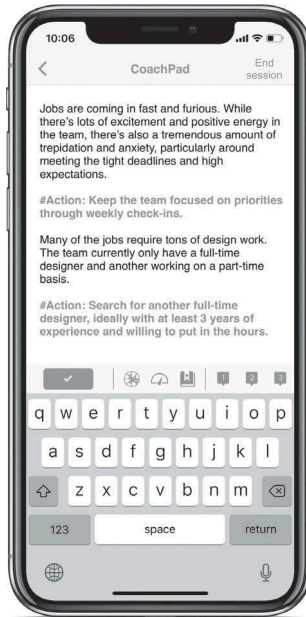 10:06
CoachPad
End
session
Jobs are coming in fast and furious. While
there's lots of excitement and positive energy in
the team, there's also a tremendous amount of
trepidation and anxiety, particularly around
meeting the tight deadlines and high
expectations.
#Action: Keep the team focused on priorities
through weekly check-ins.
Many of the jobs require tons of design work.
The team currently only have a full-time
designer and another working on a part-time
basis.
#Action: Search for another full-time
designer, ideally with at least 3 years of
experience and willing to put in the hours.
1 2 3
q w e r t y u i o p
a s d f g h j k l
z x c v b n m
123 space return